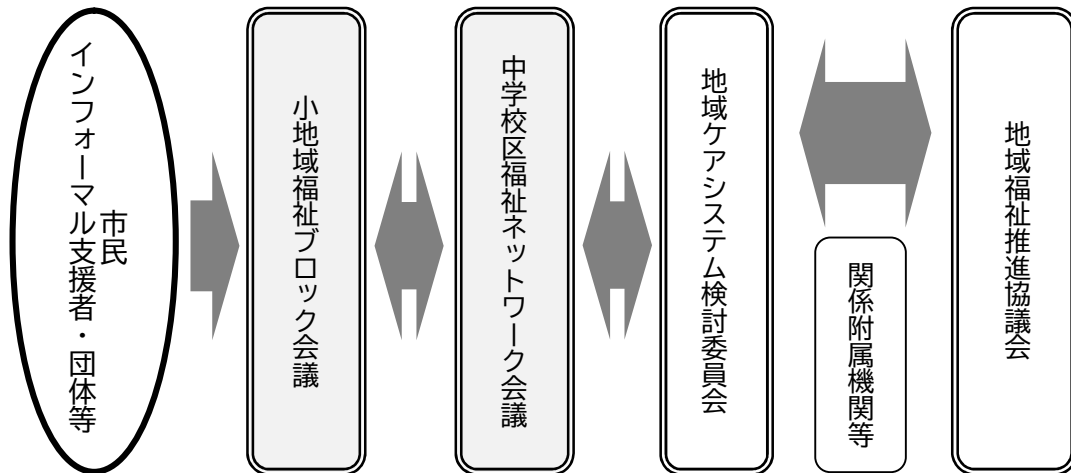 市民
インフォーマル支援者・団体等
小地域福祉ブロック会議
中学校区福祉ネットワーク会議
地域ケアシステム検討委員会
関係附属機関等
地域福祉推進協議会